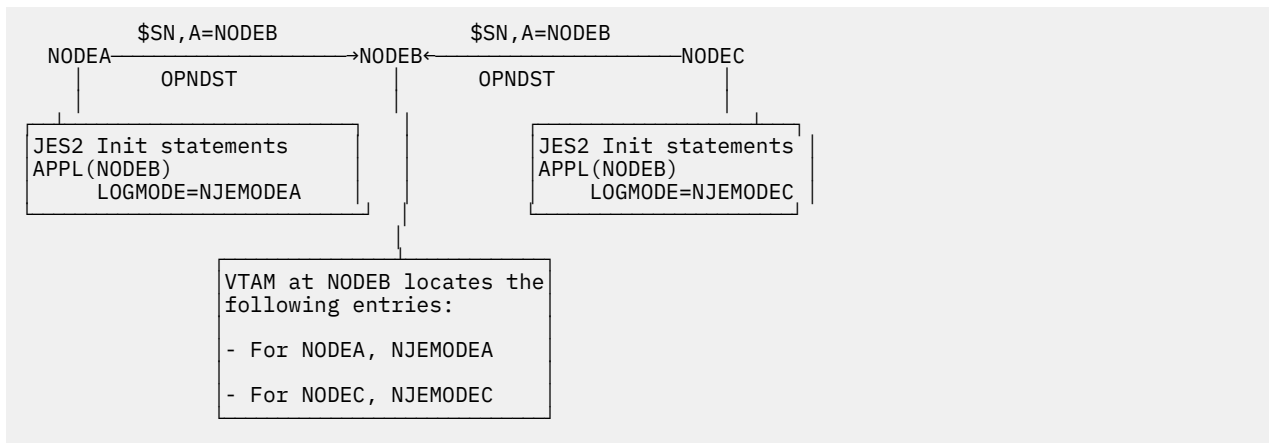 $SN,A=NODEB $SN,A=NODEB
NODEA NODEB NODEC
OPNDST OPNDST
JES2 Init statements JES2 Init statements
APPL(NODEB) APPL(NODEB)
LOGMODE=NJEMODEA LOGMODE=NJEMODEC
VTAM at NODEB locates the
following entries:
- For NODEA, NJEMODEA
- For NODEC, NJEMODEC